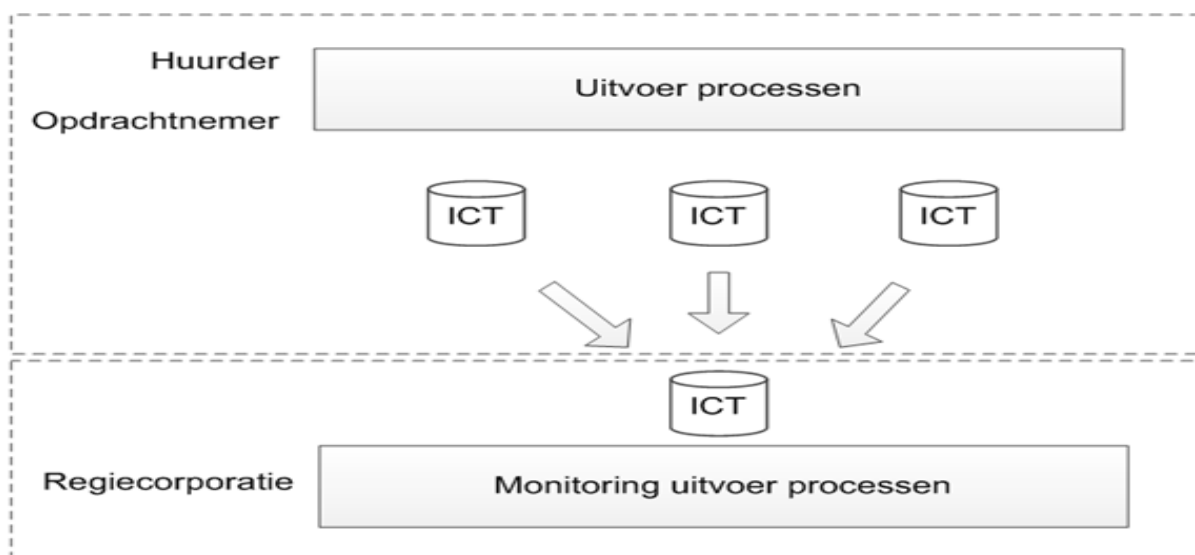 Huurder
Uitvoer processen
Opdrachtnemer
ICT
ICT
ICT
ICT
Regiecorporatie
Monitoring uitvoer processen